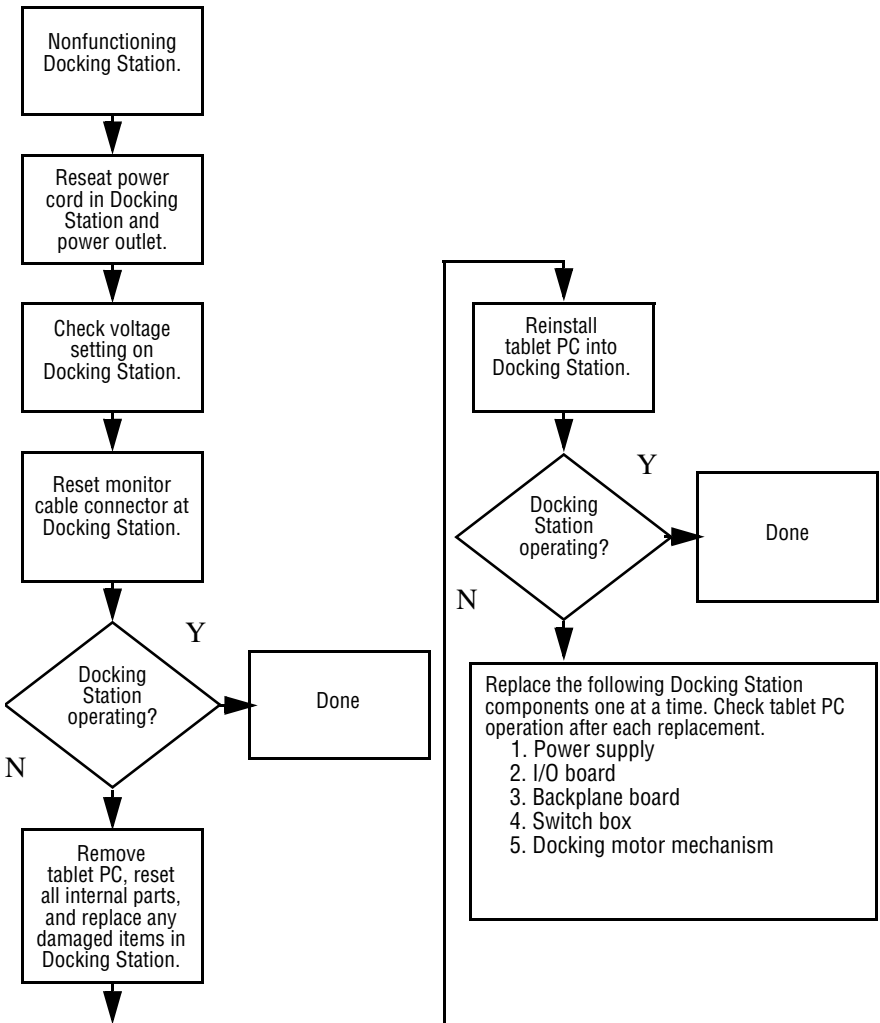 Nonfunctioning
Docking Station.
Reseat power
cord in Docking
Station and
power outlet.
Check voltage
setting on
Docking Station.
Reset monitor
cable connector at
Docking Station.
Y
Docking
Station
operating?
Done
N
Remove
tablet PC, reset
all internal parts,
and replace any
damaged items in
Docking Station.
Reinstall
tablet PC into
Docking Station.
Y
Docking
Station
operating?
Done
N
Replace the following Docking Station
components one at a time. Check tablet PC
operation after each replacement.
1. Power supply
2. I/O board
3. Backplane board
4. Switch box
5. Docking motor mechanism